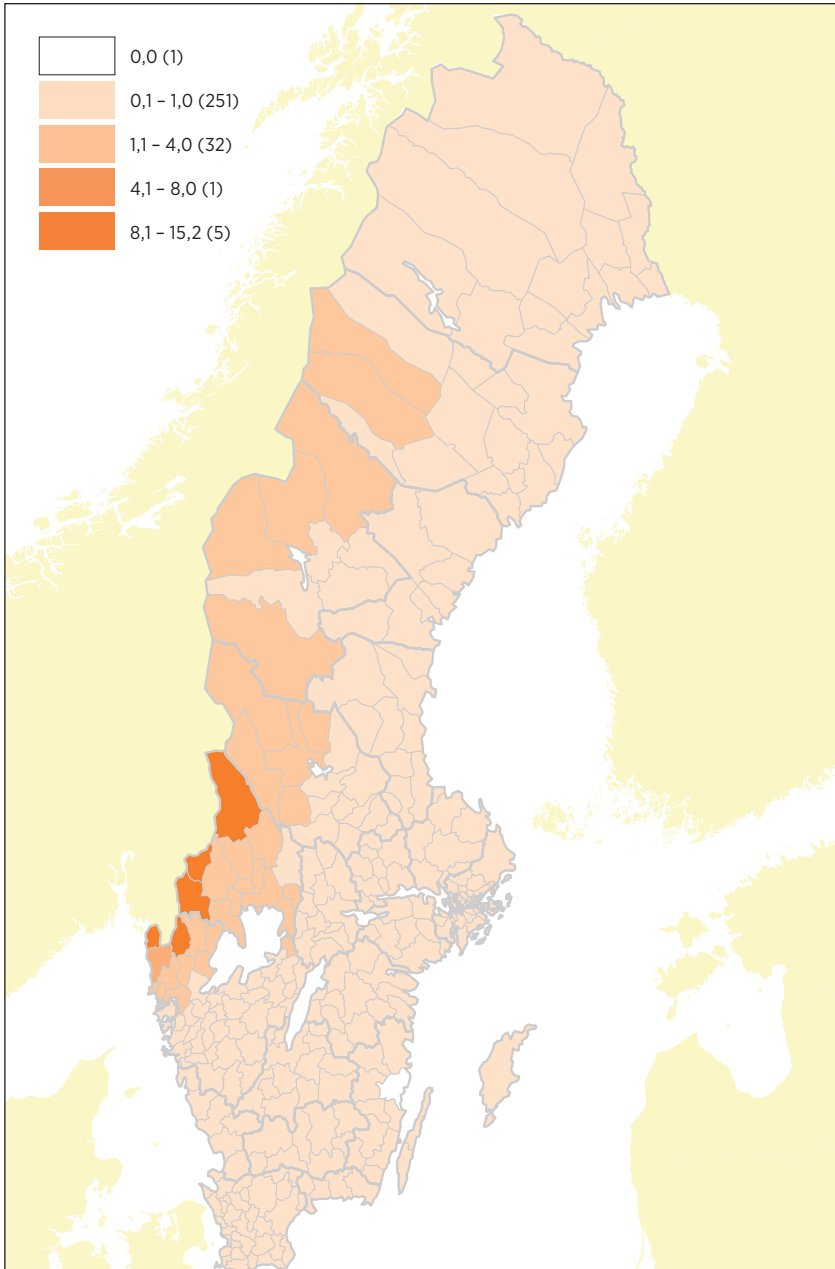 0,0 (1)
0,1 – 1,0 (251)
1,1 – 4,0 (32)
4,1 – 8,0 (1)
8,1 – 15,2 (5)